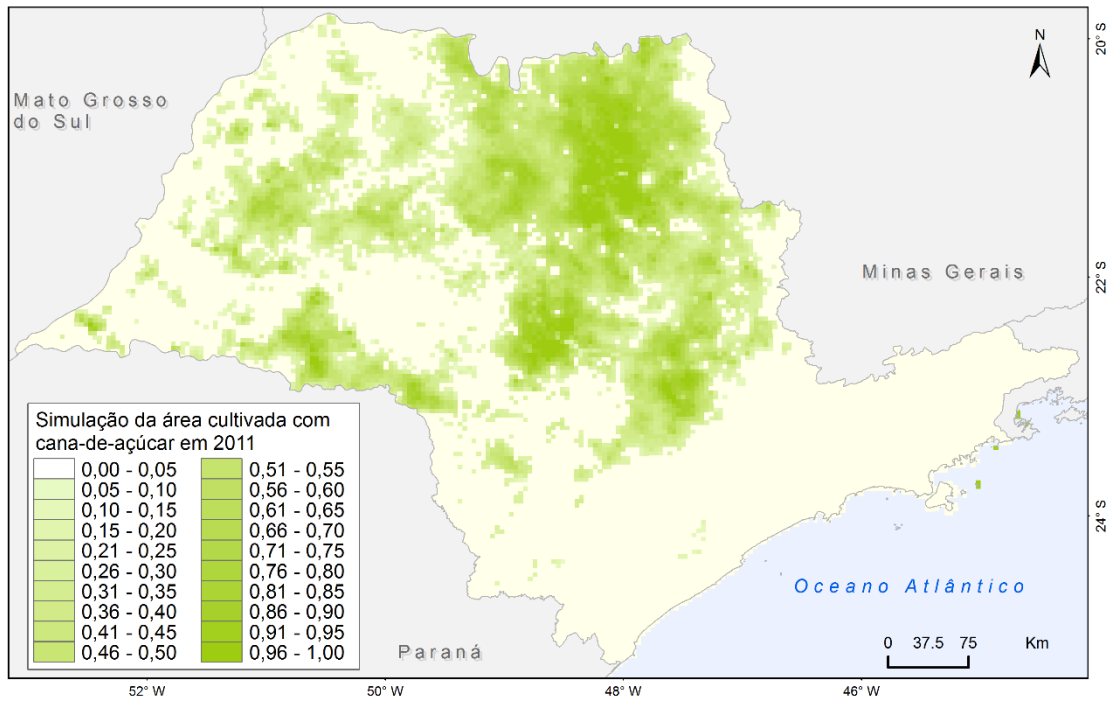 20° S
N
Mato Grosso
do Sul
Minas Gerais
22° S
Simulação da área cultivada com
cana-de-açúcar em 2011
0,00 - 0,05
0,05 - 0,10
0,10 - 0,15
0,15 - 0,20
0,21 - 0,25
0,26 - 0,30
0,31 - 0,35
0,36 - 0,40
0,41 - 0,45
0,46 - 0,50
0,51 - 0,55
0,56 - 0,60
0,61 - 0,65
0,66 - 0,70
0,71 - 0,75
0,76 - 0,80
0,81 - 0,85
0,86 - 0,90
0,91 - 0,95
0,96 - 1,00
24° S
Oceano Atlântico
Paraná
0 37.5 75 Km
52° W 50° W 48° W 46° W